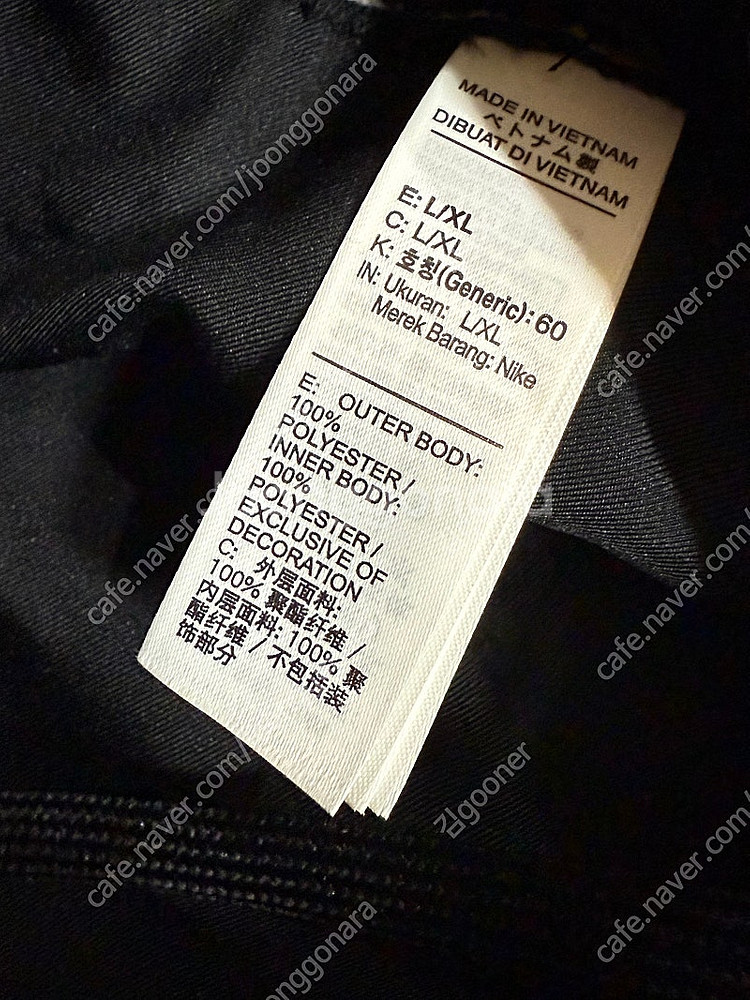 MADE IN VIETNAM
ベトナム製
DIBUAT DI VIETNAM
E: L/XL
C: L/XL
K: 호칭(Generic): 60
IN: Ukuran: L/XL
Merek Barang: Nike
E: OUTER BODY:
100%
POLYESTER /
INNER BODY:
100%
POLYESTER /
EXCLUSIVE OF
DECORATION
C: 外层面料:
100% 聚酯纤维 /
内层面料: 100% 聚
酯纤维 / 不包括装
饰部分
cafe.naver.com/joonggonara
cafe.naver.com/
cafe.naver.com/
cafe.naver.com/
cafe.naver.com/
cafe.naver.com/
cafe.naver.com/
김gooner
joonggonara